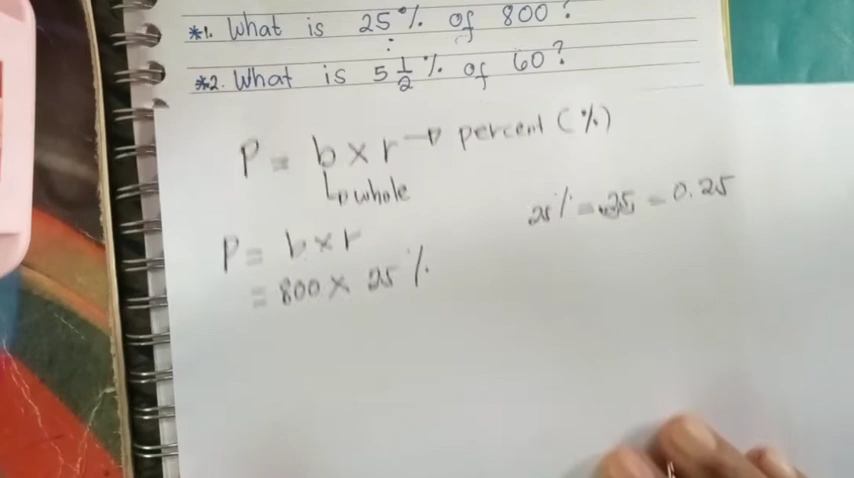 *1. What is 25% of 800?
*2. What is 5 1/2 % of 60?
P = b x r → percent (%)
↳ whole
25% = .25 = 0.25
P = b x r
= 800 x 25%